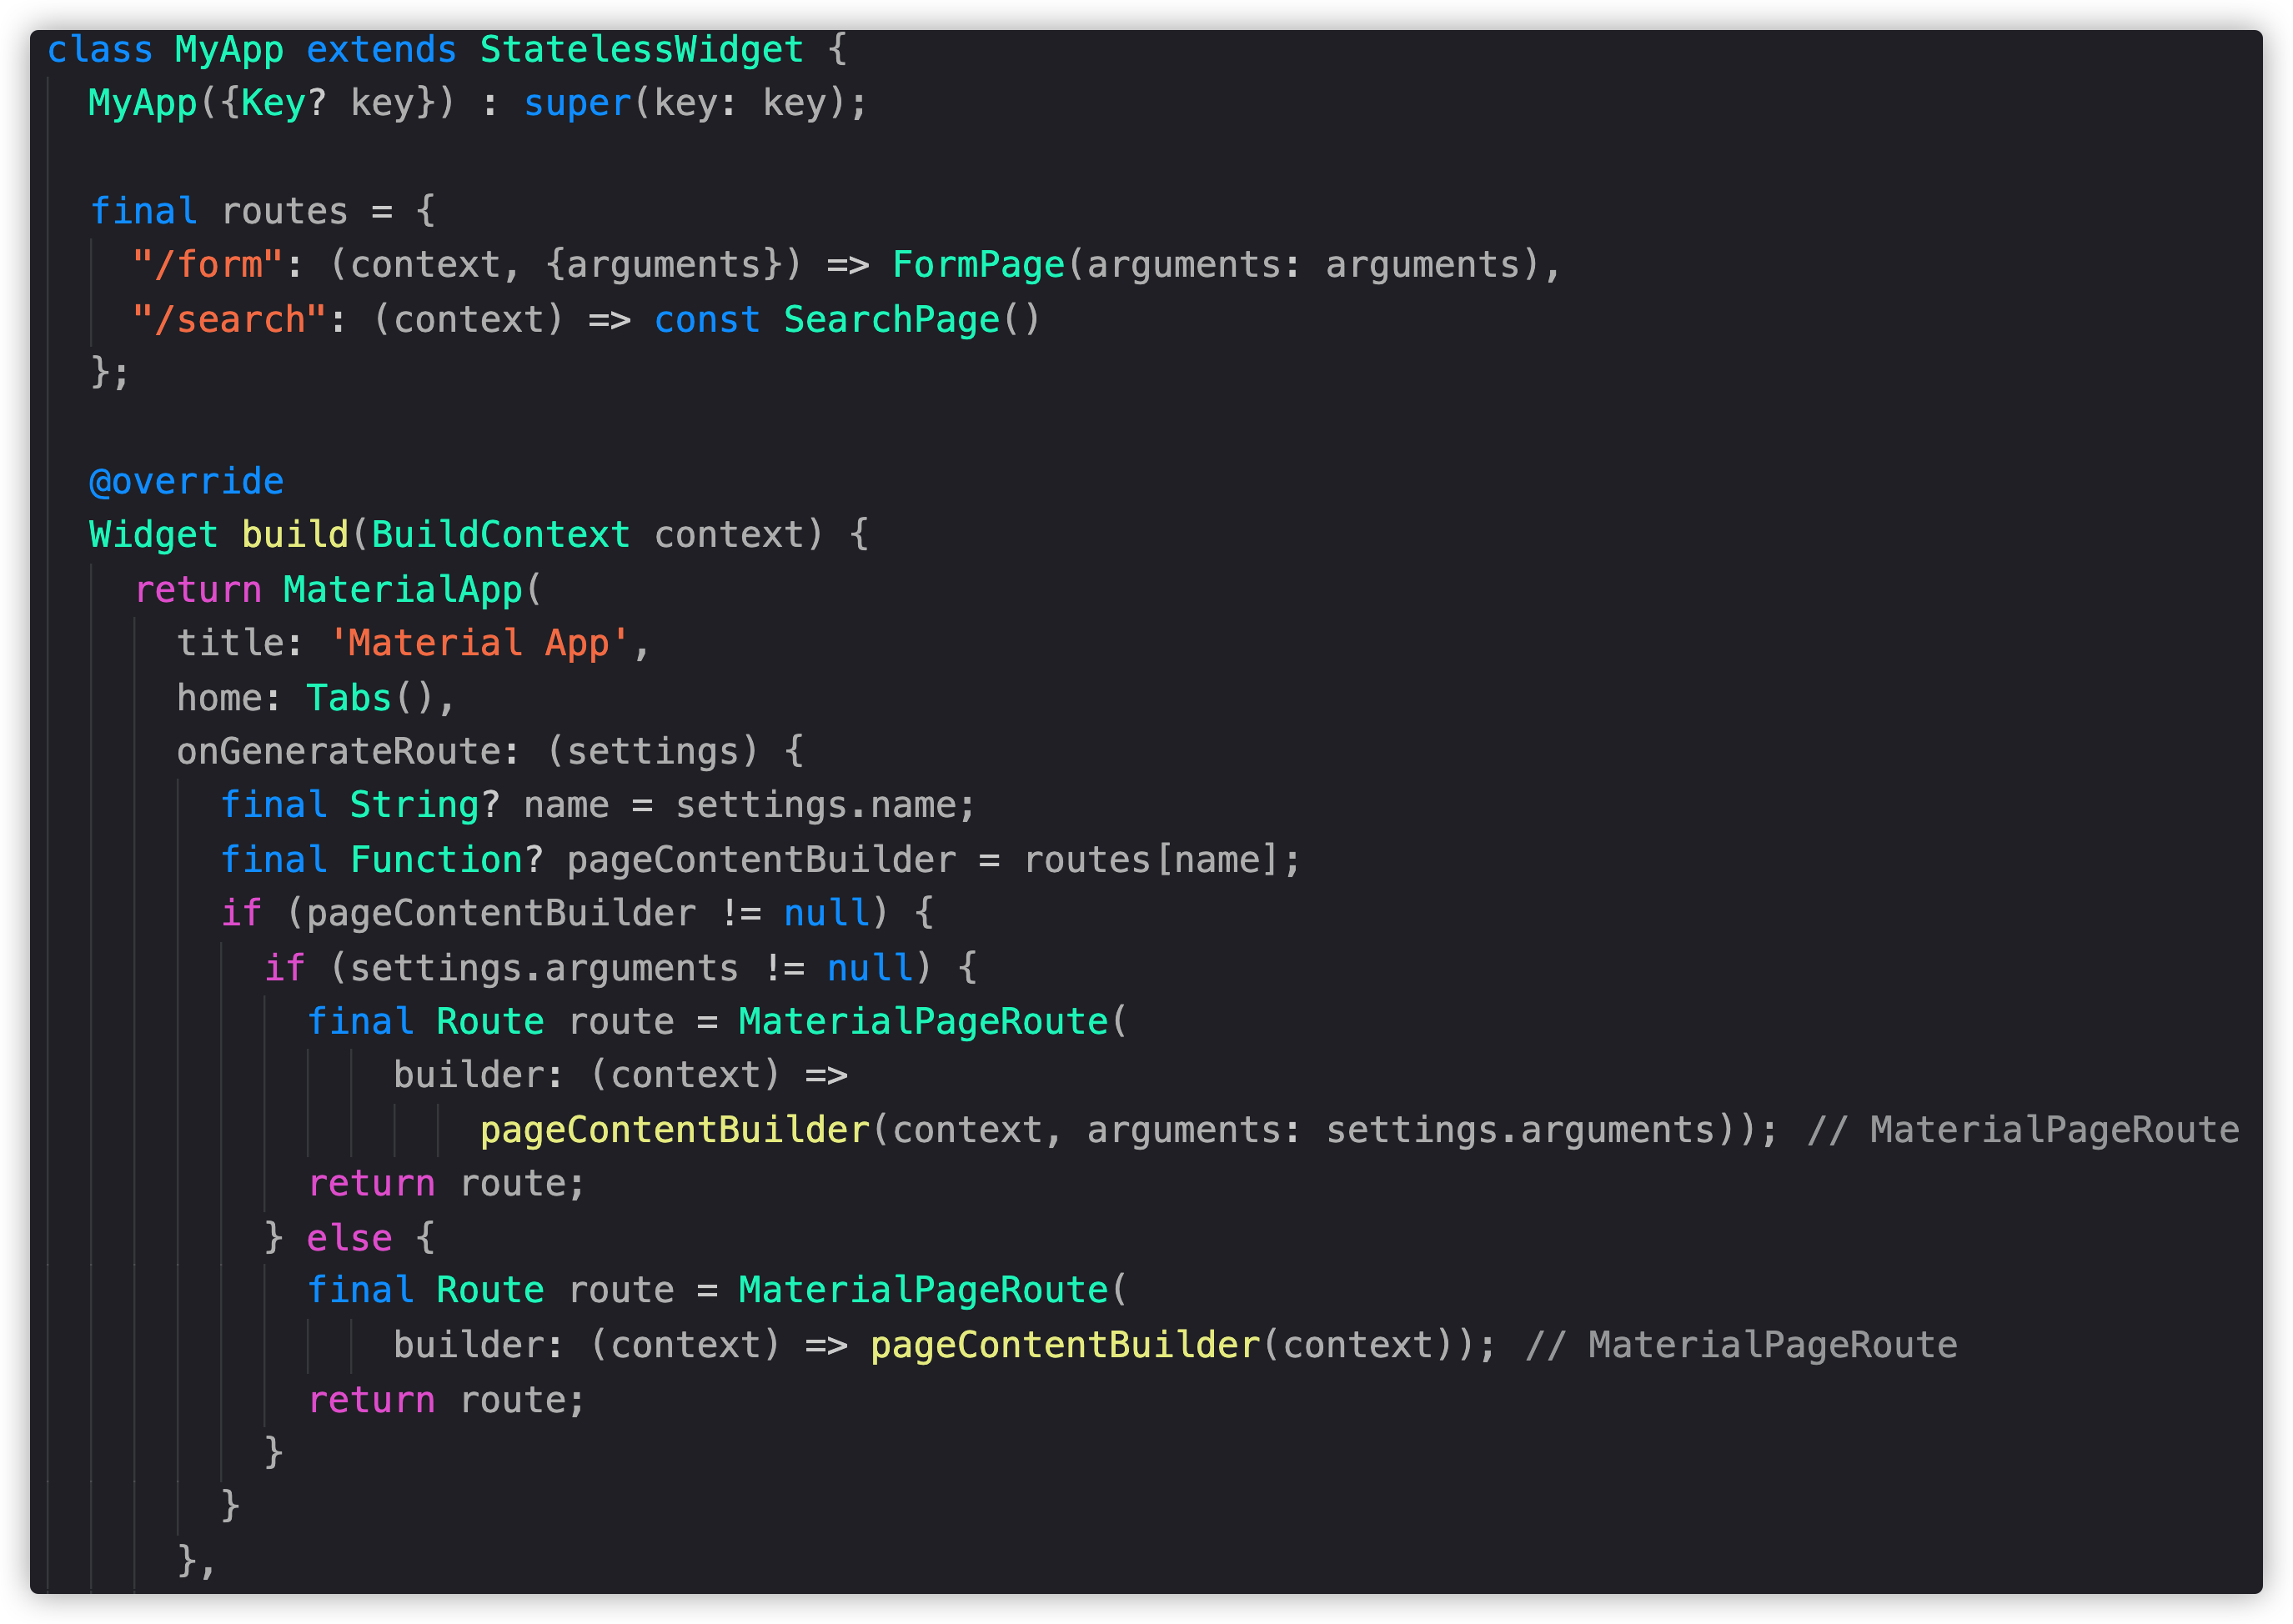 class MyApp extends StatelessWidget {
  MyApp({Key? key}) : super(key: key);

  final routes = {
    "/form": (context, {arguments}) => FormPage(arguments: arguments),
    "/search": (context) => const SearchPage()
  };

  @override
  Widget build(BuildContext context) {
    return MaterialApp(
      title: 'Material App',
      home: Tabs(),
      onGenerateRoute: (settings) {
        final String? name = settings.name;
        final Function? pageContentBuilder = routes[name];
        if (pageContentBuilder != null) {
          if (settings.arguments != null) {
            final Route route = MaterialPageRoute(
                builder: (context) =>
                    pageContentBuilder(context, arguments: settings.arguments)); // MaterialPageRoute
            return route;
          } else {
            final Route route = MaterialPageRoute(
                builder: (context) => pageContentBuilder(context)); // MaterialPageRoute
            return route;
          }
        }
      },